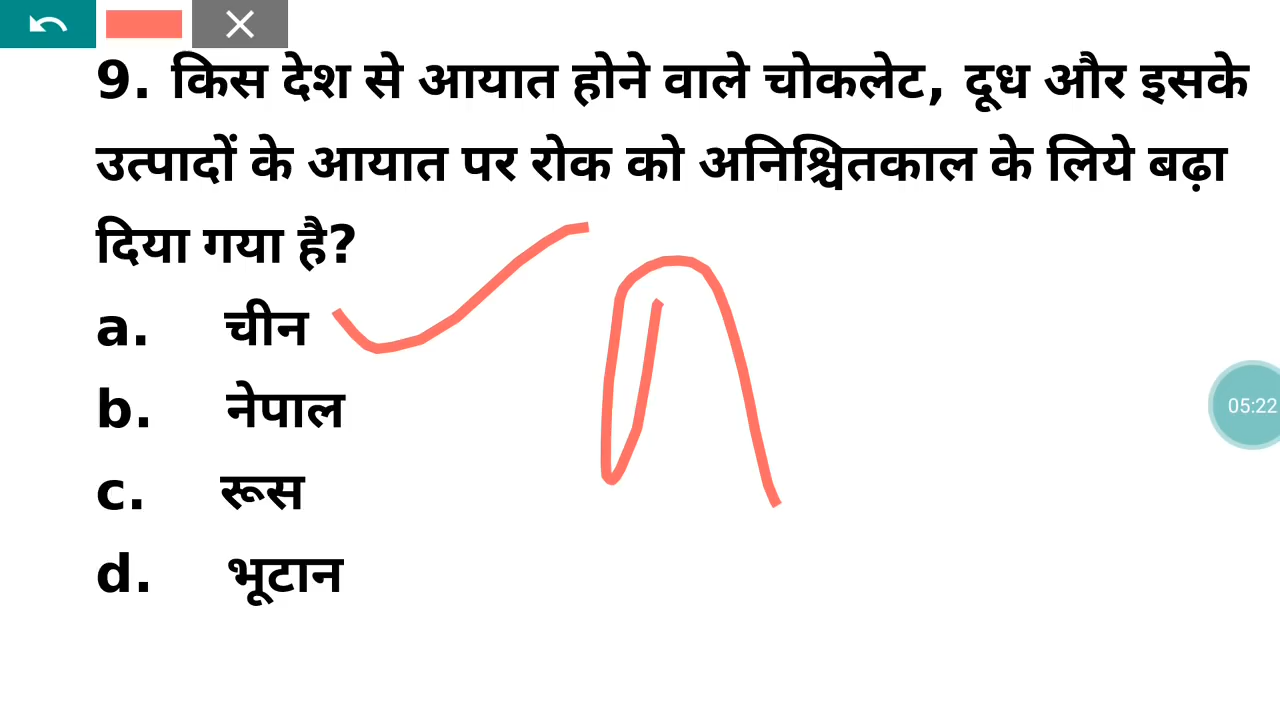 9. किस देश से आयात होने वाले चोकलेट, दूध और इसके
उत्पादों के आयात पर रोक को अनिश्चितकाल के लिये बढ़ा
दिया गया है?
a. चीन
b. नेपाल
c. रूस
d. भूटान
05:22